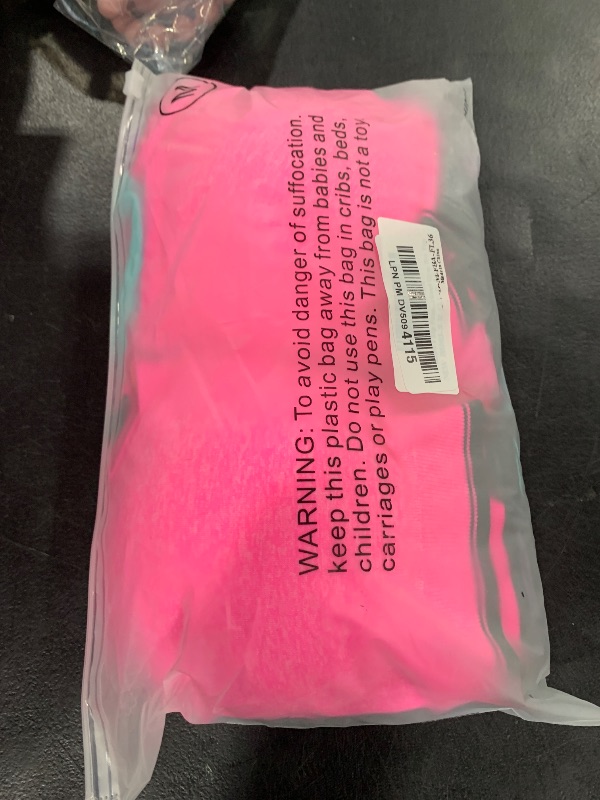 WARNING: To avoid danger of suffocation.
keep this plastic bag away from babies and
children. Do not use this bag in cribs, beds,
carriages or play pens. This bag is not a toy
LPN PM DV5094115